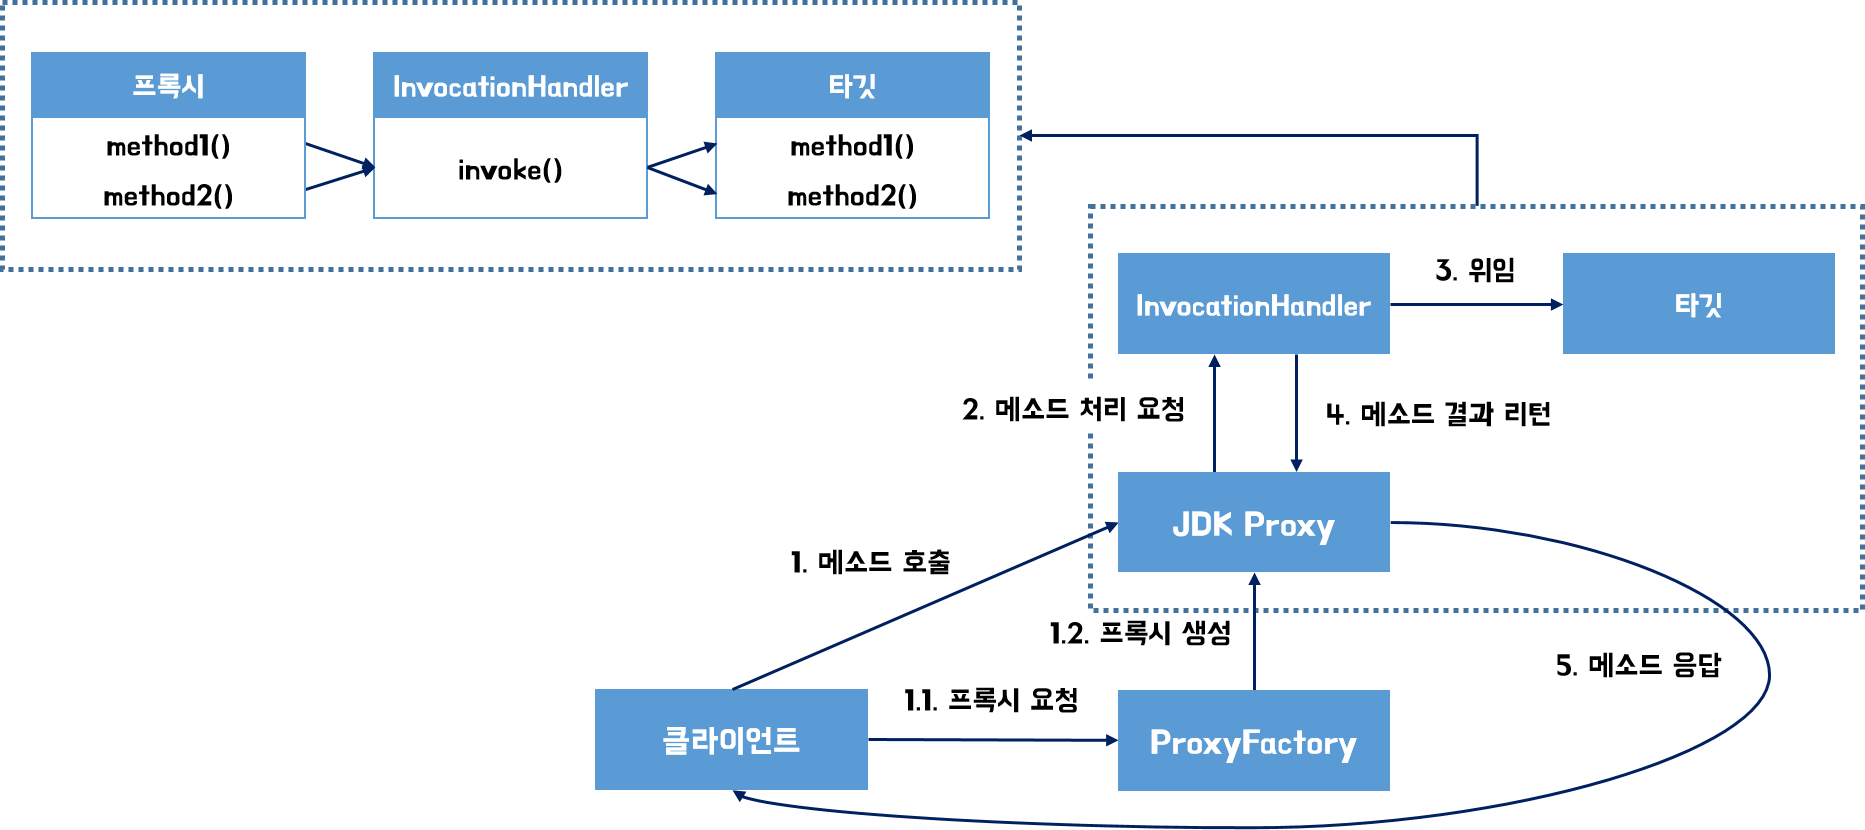 프록시
method1()
method2()
InvocationHandler
invoke()
타깃
method1()
method2()
InvocationHandler
3. 위임
타깃
2. 메소드 처리 요청
4. 메소드 결과 리턴
JDK Proxy
1. 메소드 호출
1.2. 프록시 생성
5. 메소드 응답
1.1. 프록시 요청
클라이언트
ProxyFactory